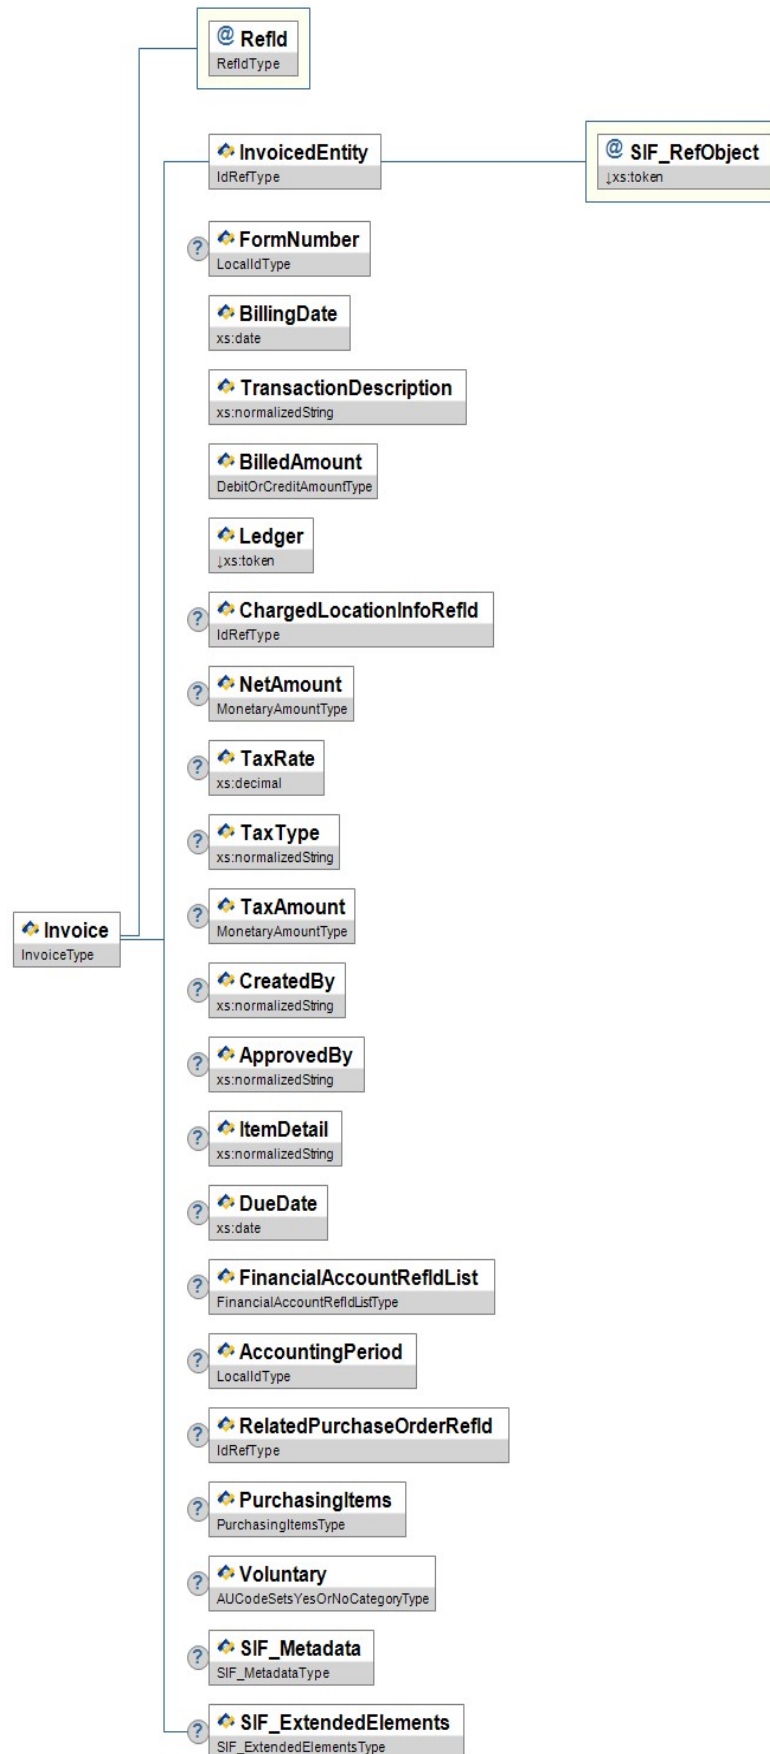 @ RefId
RefIdType
InvoicedEntity
IdRefType
@ SIF_RefObject
↓xs:token
? FormNumber
LocalIdType
BillingDate
xs:date
TransactionDescription
xs:normalizedString
BilledAmount
DebitOrCreditAmountType
Ledger
↓xs:token
? ChargedLocationInfoRefId
IdRefType
? NetAmount
MonetaryAmountType
? TaxRate
xs:decimal
? TaxType
xs:normalizedString
? TaxAmount
MonetaryAmountType
Invoice
InvoiceType
? CreatedBy
xs:normalizedString
? ApprovedBy
xs:normalizedString
? ItemDetail
xs:normalizedString
? DueDate
xs:date
? FinancialAccountRefIdList
FinancialAccountRefIdListType
? AccountingPeriod
LocalIdType
? RelatedPurchaseOrderRefId
IdRefType
? PurchasingItems
PurchasingItemsType
? Voluntary
AUCodeSetsYesOrNoCategoryType
? SIF_Metadata
SIF_MetadataType
? SIF_ExtendedElements
SIF_ExtendedElementsType